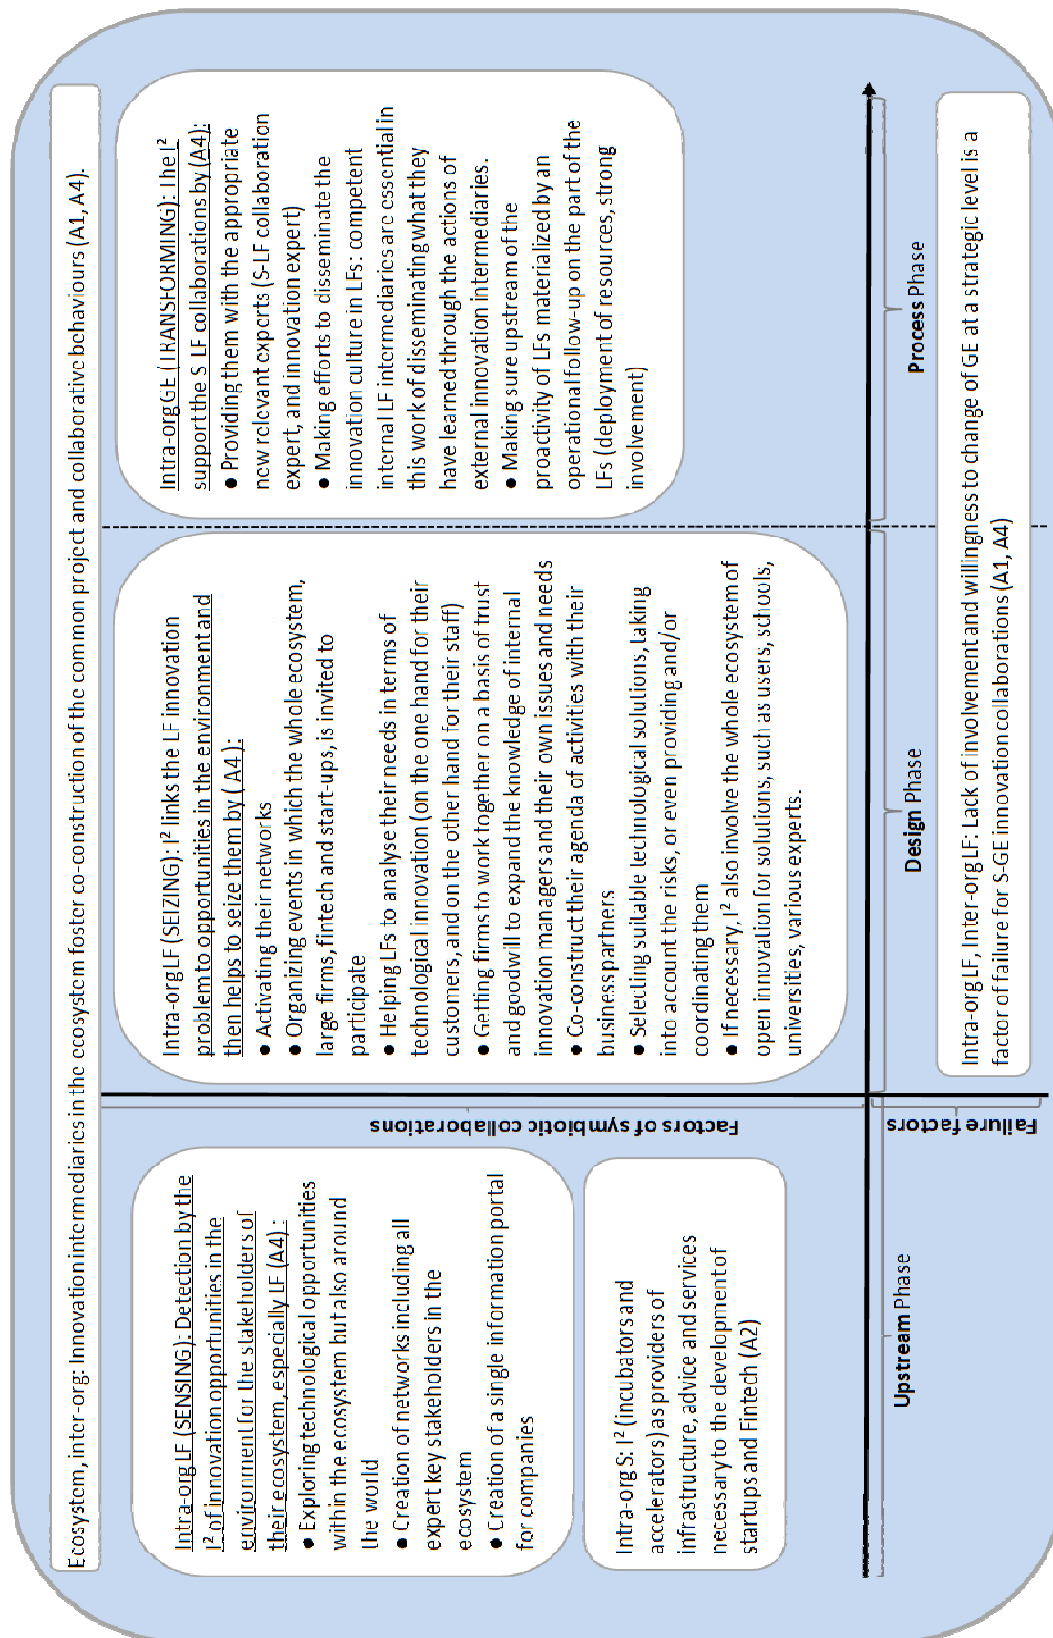 Ecosystem, inter-org: Innovation intermediaries in the ecosystem foster co-construction of the common project and collaborative behaviours (A1, A4).
Intra-org LF (SENSING): Detection by the
I² of innovation opportunities in the
environment for the stakeholders of
their ecosystem, especially LF (A4) :
● Exploring technological opportunities
within the ecosystem but also around
the world
● Creation of networks including all
expert key stakeholders in the
ecosystem
● Creation of a single information portal
for companies
Intra-org S: I² (incubators and
accelerators) as providers of
infrastructure, advice and services
necessary to the development of
startups and Fintech (A2)
Factors of symbiotic collaborations
Intra-org LF (SEIZING): I² links the LF innovation
problem to opportunities in the environment and
then helps to seize them by ( A4) :
● Activating their networks
● Organizing events in which the whole ecosystem,
large firms, fintech and start-ups, is invited to
participate
● Helping LFs to analyse their needs in terms of
technological innovation (on the one hand for their
customers, and on the other hand for their staff)
● Getting firms to work together on a basis of trust
and goodwill to expand the knowledge of internal
innovation managers and their own issues and needs
● Co-construct their agenda of activities with their
business partners
● Selecting suitable technological solutions, taking
into account the risks, or even providing and/or
coordinating them
● If necessary, I² also involve the whole ecosystem of
open innovation for solutions, such as users, schools,
universities, various experts.
Intra-org GE (TRANSFORMING): The I²
support the S LF collaborations by (A4):
● Providing them with the appropriate
new relevant experts (S-LF collaboration
expert, and innovation expert)
● Making efforts to disseminate the
innovation culture in LFs: competent
internal LF intermediaries are essential in
this work of disseminating what they
have learned through the actions of
external innovation intermediaries.
● Making sure upstream of the
proactivity of LFs materialized by an
operational follow-up on the part of the
LFs (deployment of resources, strong
involvement)
Upstream Phase
Design Phase
Process Phase
Failure factors
Intra-org LF, Inter-org LF: Lack of involvement and willingness to change of GE at a strategic level is a
factor of failure for S-GE innovation collaborations (A1, A4)